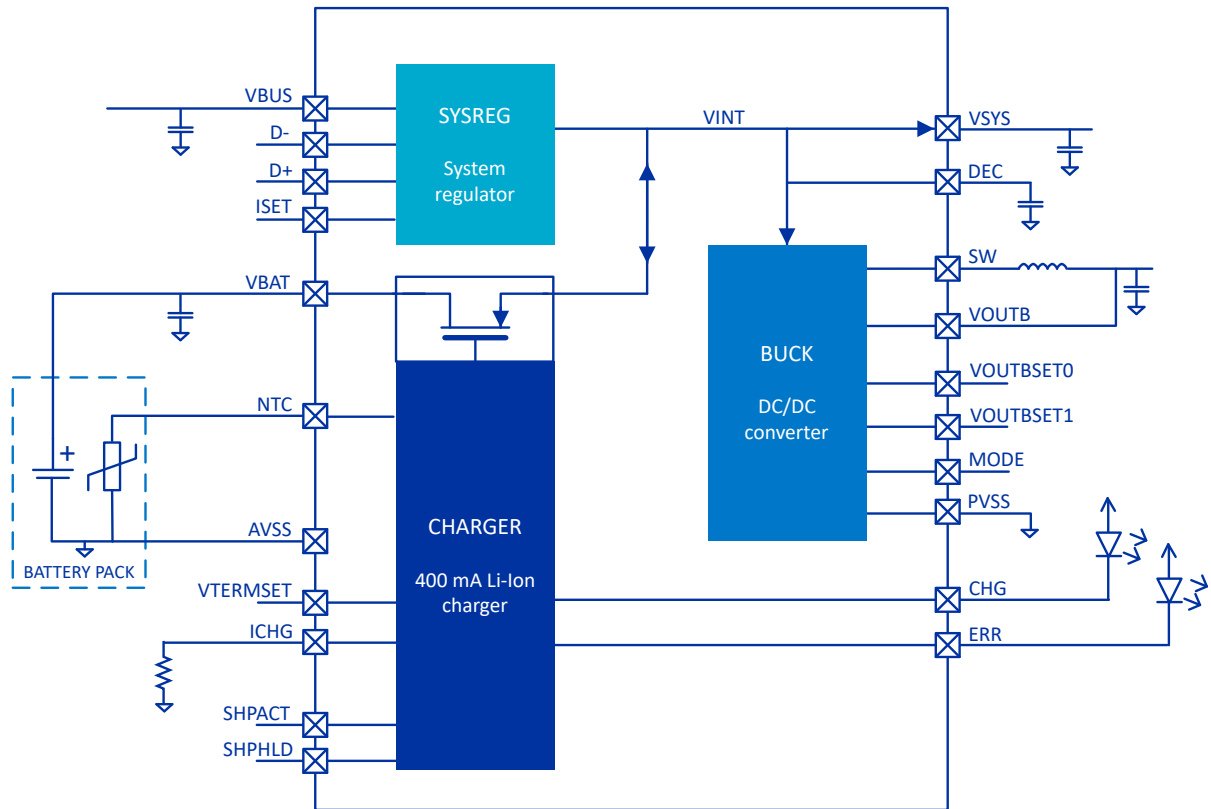 VBUS
D-
D+
ISET
VBAT
NTC
AVSS
VTERMSET
ICHG
SHPACT
SHPHLD
+
BATTERY PACK
SYSREG
System
regulator
CHARGER
400 mA Li-Ion
charger
VINT
BUCK
DC/DC
converter
VSYS
DEC
SW
VOUTB
VOUTBSET0
VOUTBSET1
MODE
PVSS
CHG
ERR